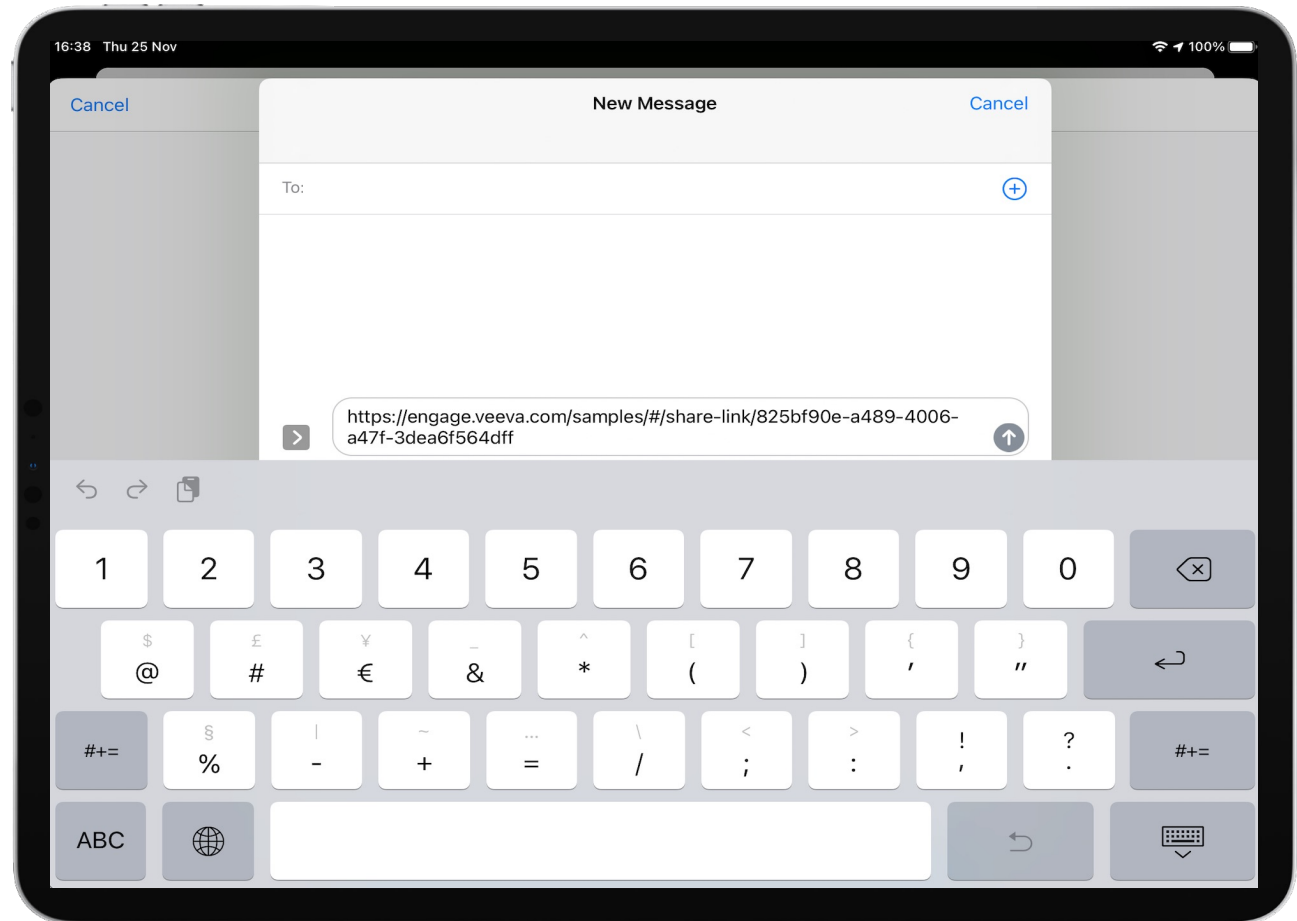 16:38 Thu 25 Nov
100%
Cancel
New Message
Cancel
To:
https://engage.veeva.com/samples/#/share-link/825bf90e-a489-4006-
a47f-3dea6f564dff
1 2 3 4 5 6 7 8 9 0
$ £ ¥ _ ^ [ ] { }
@ # € & * ( ) ' "
§ | ~ … \ < > ! ?
#+= % - + = / ; : , . #+=
ABC